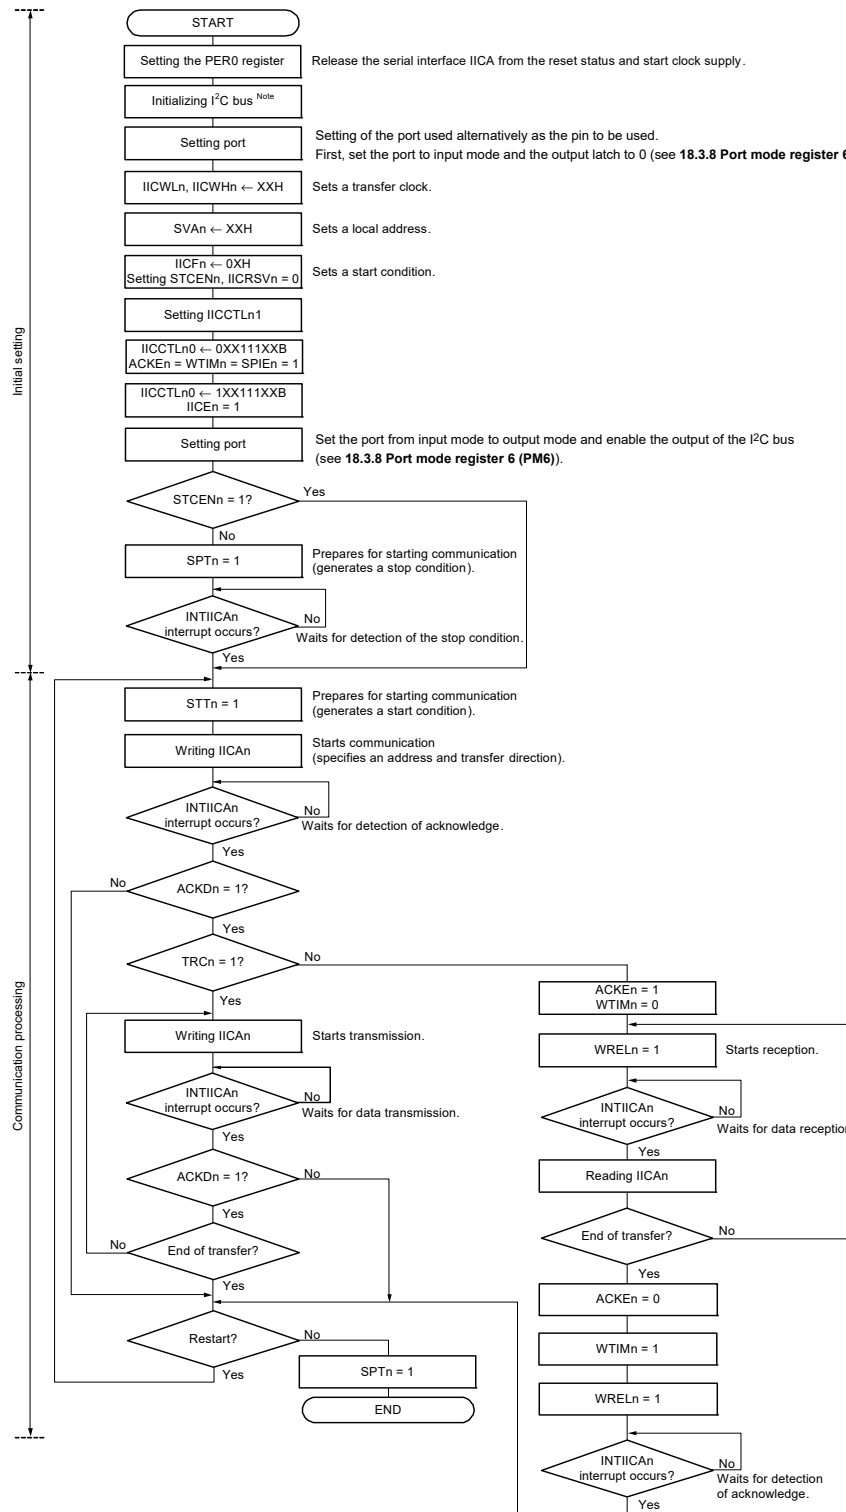 START
Setting the PER0 register
Release the serial interface IICA from the reset status and start clock supply.
Initializing I²C bus Note
Setting port
Setting of the port used alternatively as the pin to be used.
First, set the port to input mode and the output latch to 0 (see 18.3.8 Port mode register 6
IICWLn, IICWHn ← XXH
Sets a transfer clock.
SVAn ← XXH
Sets a local address.
IICFn ← 0XH
Setting STCENn, IICRSVn = 0
Sets a start condition.
Setting IICCTLn1
IICCTLn0 ← 0XX111XXB
ACKEn = WTIMn = SPIEn = 1
IICCTLn0 ← 1XX111XXB
IICEn = 1
Setting port
Set the port from input mode to output mode and enable the output of the I²C bus
(see 18.3.8 Port mode register 6 (PM6)).
STCENn = 1?
Yes
No
SPTn = 1
Prepares for starting communication
(generates a stop condition).
INTIICAn
interrupt occurs?
No
Waits for detection of the stop condition.
Yes
Initial setting
STTn = 1
Prepares for starting communication
(generates a start condition).
Writing IICAn
Starts communication
(specifies an address and transfer direction).
INTIICAn
interrupt occurs?
No
Waits for detection of acknowledge.
Yes
ACKDn = 1?
No
Yes
TRCn = 1?
No
Yes
Writing IICAn
Starts transmission.
INTIICAn
interrupt occurs?
No
Waits for data transmission.
Yes
ACKDn = 1?
No
Yes
End of transfer?
No
Yes
Restart?
No
Yes
SPTn = 1
END
Communication processing
ACKEn = 1
WTIMn = 0
WRELn = 1
Starts reception.
INTIICAn
interrupt occurs?
No
Waits for data reception
Yes
Reading IICAn
End of transfer?
No
Yes
ACKEn = 0
WTIMn = 1
WRELn = 1
INTIICAn
interrupt occurs?
No
Waits for detection
of acknowledge.
Yes